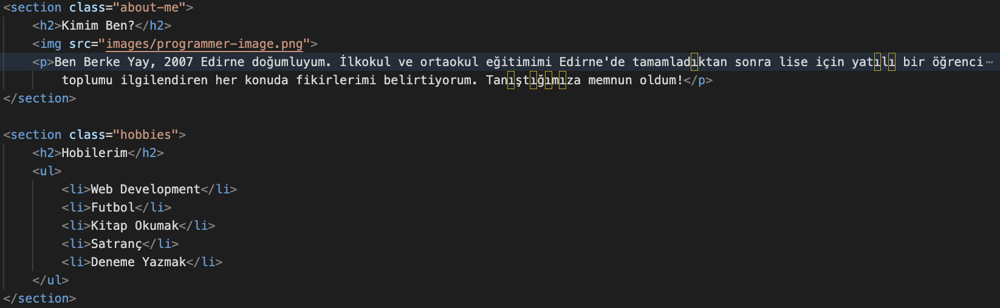 <section class="about-me">
<h2>Kimim Ben?</h2>
<img src="images/programmer-image.png">
<p>Ben Berke Yay, 2007 Edirne doğumluyum. İlkokul ve ortaokul eğitimimi Edirne'de tamamladıktan sonra lise için yatılı bir öğrenci…
toplumu ilgilendiren her konuda fikirlerimi belirtiyorum. Tanıştığımıza memnun oldum!</p>
</section>
<section class="hobbies">
<h2>Hobilerim</h2>
<ul>
<li>Web Development</li>
<li>Futbol</li>
<li>Kitap Okumak</li>
<li>Satranç</li>
<li>Deneme Yazmak</li>
</ul>
</section>